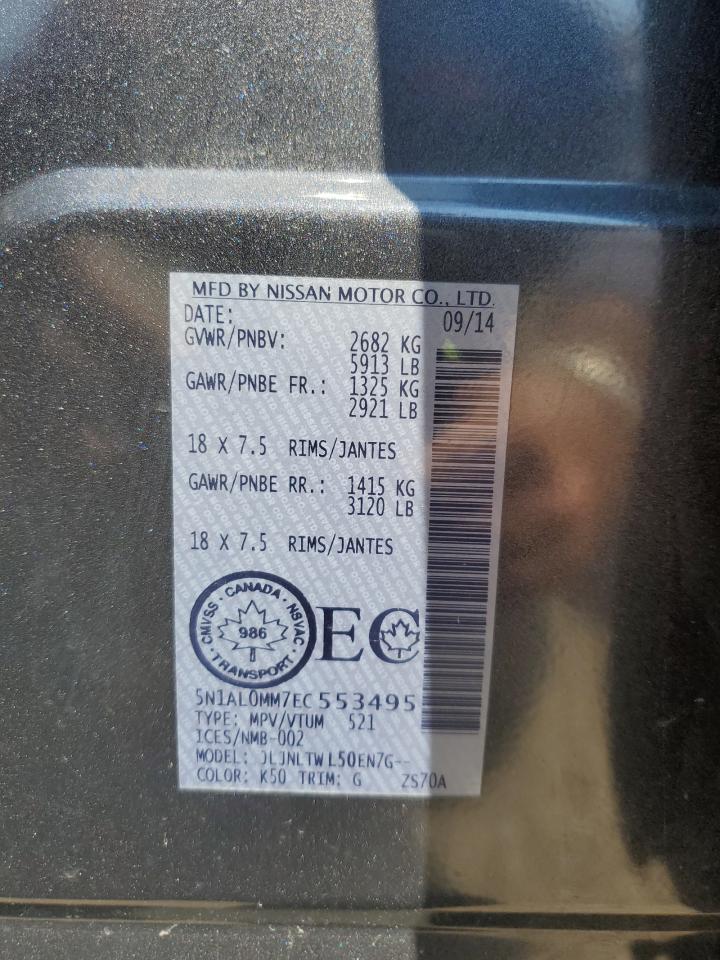 MFD BY NISSAN MOTOR CO., LTD.
DATE: 09/14
GVWR/PNBV: 2682 KG
5913 LB
GAWR/PNBE FR.: 1325 KG
2921 LB
18 X 7.5 RIMS/JANTES
GAWR/PNBE RR.: 1415 KG
3120 LB
18 X 7.5 RIMS/JANTES
CMVSS · CANADA · NSVAC
986
· TRANSPORT ·
EC
5N1AL0MM7EC553495
TYPE: MPV/VTUM 521
ICES/NMB-002
MODEL: JLJNLTWL50EN7G--
COLOR: K50 TRIM: G ZS70A